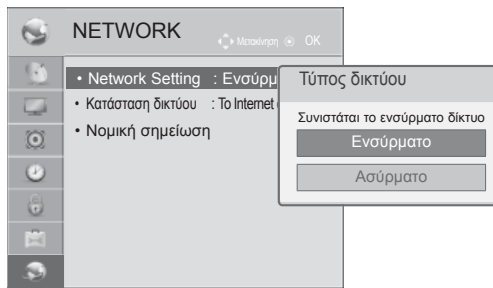 NETWORK
Μετακίνηση OK
• Network Setting : Ενσύρμ
• Κατάσταση δικτύου : Το Internet
• Νομική σημείωση
Τύπος δικτύου
Συνιστάται το ενσύρματο δίκτυο
Ενσύρματο
Ασύρματο